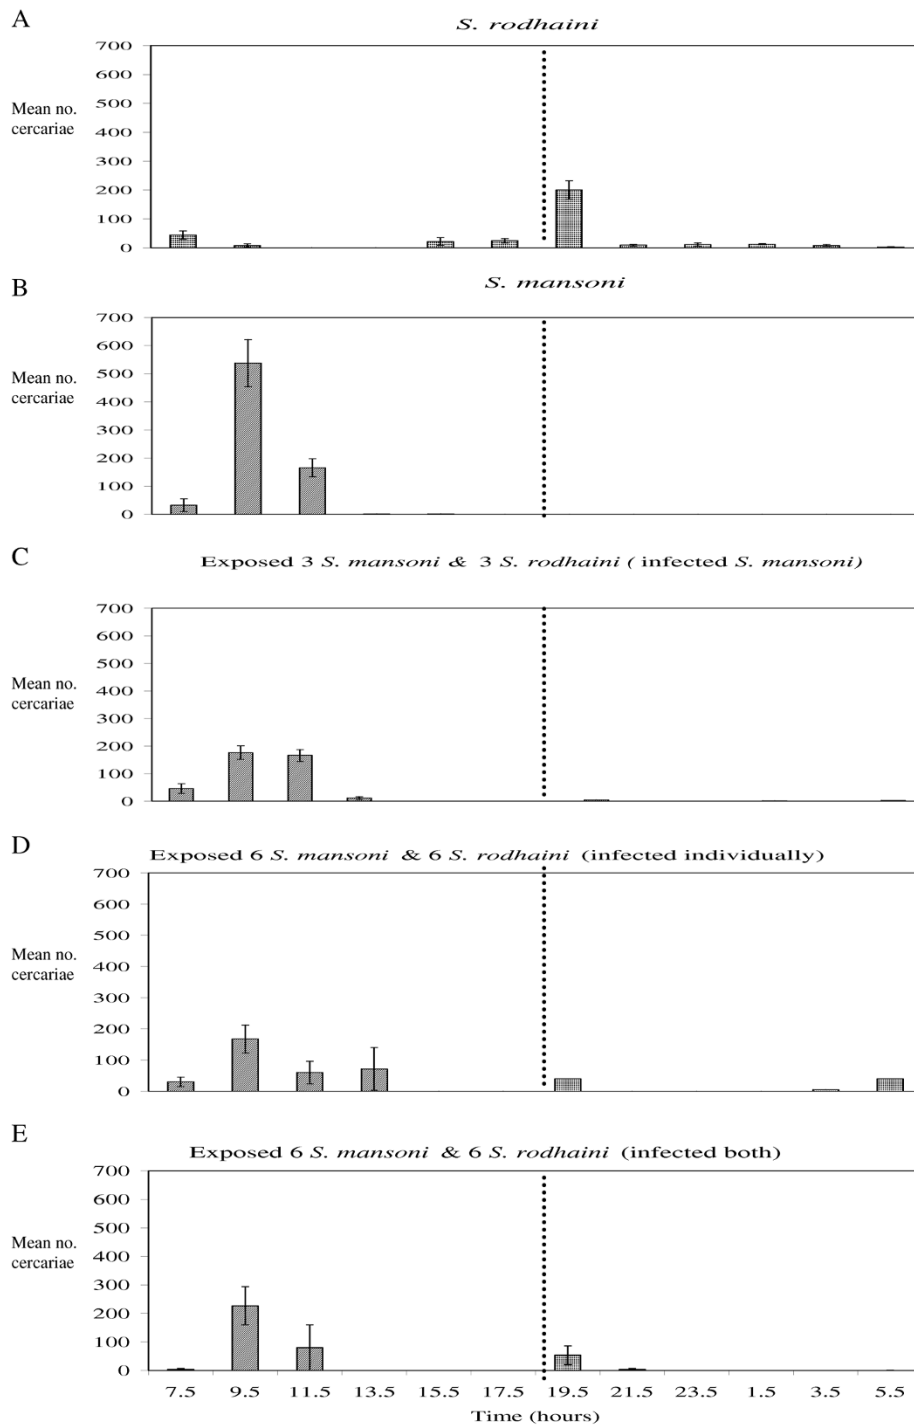 A
S. rodhaini
700
600
500
400
300
200
100
0
Mean no.
cercariae
B
S. mansoni
700
600
500
400
300
200
100
0
Mean no.
cercariae
C
Exposed 3 S. mansoni & 3 S. rodhaini ( infected S. mansoni)
700
600
500
400
300
200
100
0
Mean no.
cercariae
D
Exposed 6 S. mansoni & 6 S. rodhaini (infected individually)
700
600
500
400
300
200
100
0
Mean no.
cercariae
E
Exposed 6 S. mansoni & 6 S. rodhaini (infected both)
700
600
500
400
300
200
100
0
Mean no.
cercariae
7.5 9.5 11.5 13.5 15.5 17.5 19.5 21.5 23.5 1.5 3.5 5.5
Time (hours)